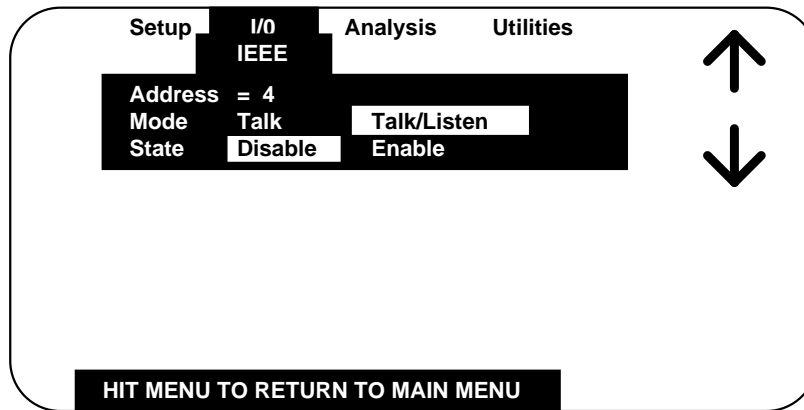 Setup I/0 Analysis Utilities
IEEE
Address = 4
Mode Talk Talk/Listen
State Disable Enable
HIT MENU TO RETURN TO MAIN MENU